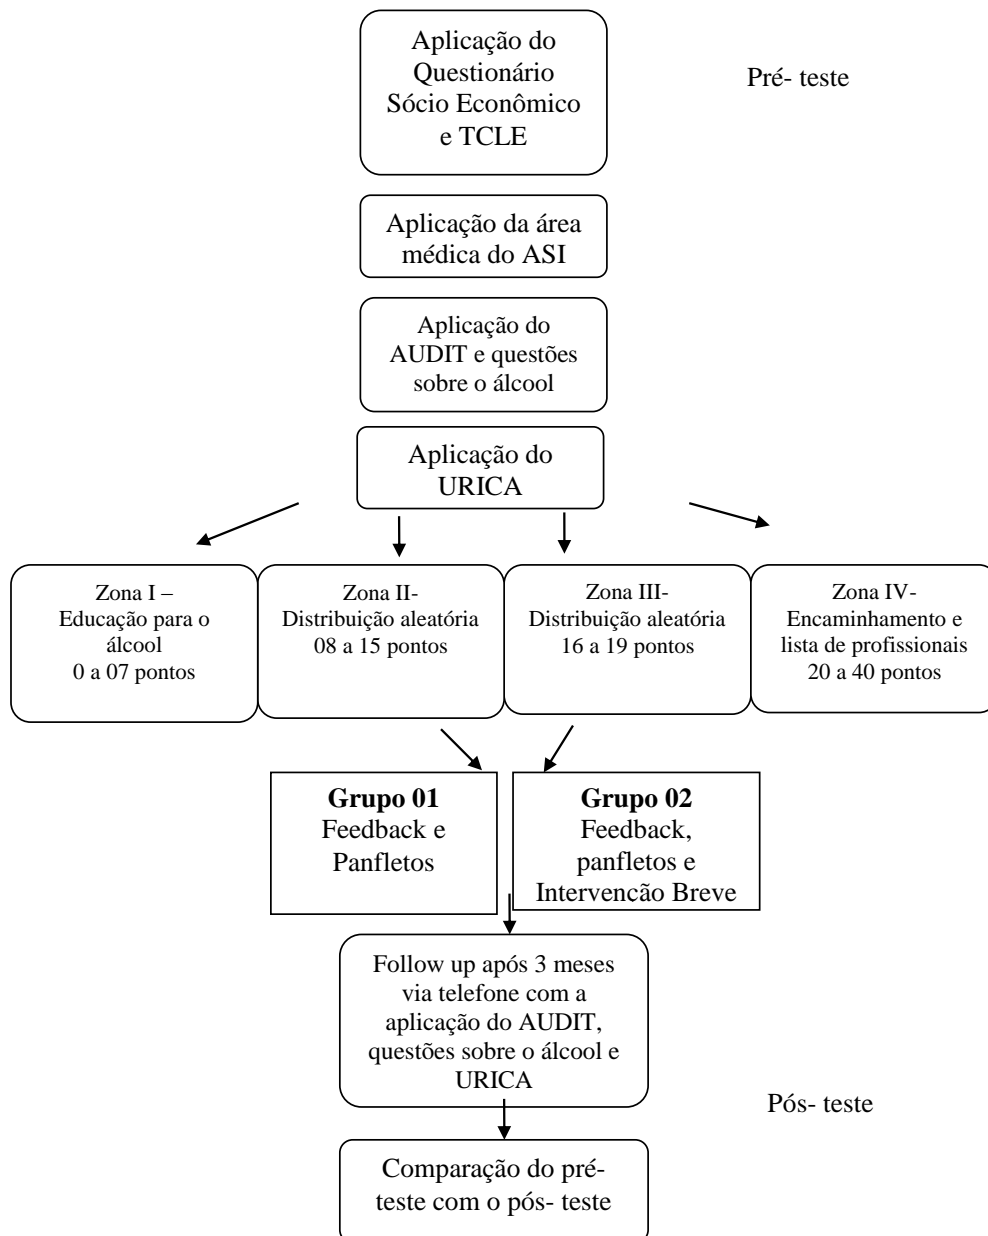 Aplicação do
Questionário
Sócio Econômico
e TCLE
Pré- teste
Aplicação da área
médica do ASI
Aplicação do
AUDIT e questões
sobre o álcool
Aplicação do
URICA
Zona I –
Educação para o
álcool
0 a 07 pontos
Zona II-
Distribuição aleatória
08 a 15 pontos
Zona III-
Distribuição aleatória
16 a 19 pontos
Zona IV-
Encaminhamento e
lista de profissionais
20 a 40 pontos
Grupo 01
Feedback e
Panfletos
Grupo 02
Feedback,
panfletos e
Intervenção Breve
Follow up após 3 meses
via telefone com a
aplicação do AUDIT,
questões sobre o álcool e
URICA
Pós- teste
Comparação do pré-
teste com o pós- teste